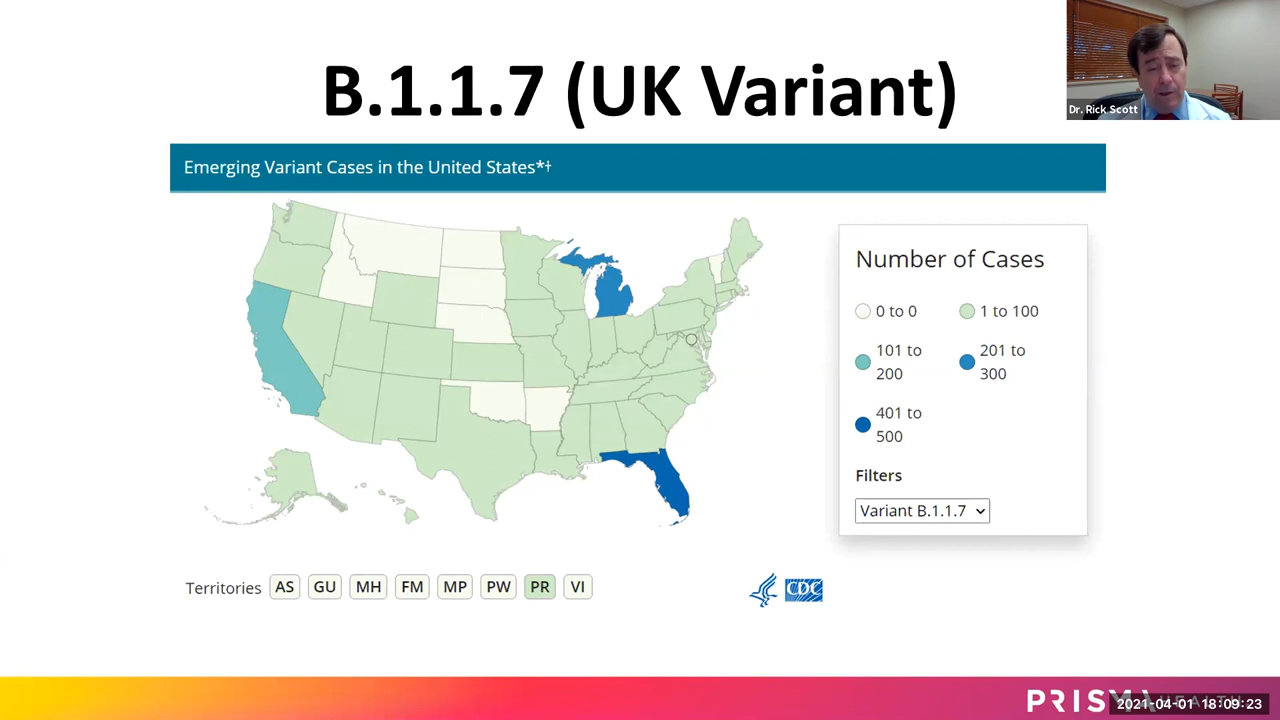 B.1.1.7 (UK Variant)
Dr. Rick Scott
Emerging Variant Cases in the United States*†
Number of Cases
0 to 0
1 to 100
101 to
200
201 to
300
401 to
500
Filters
Variant B.1.1.7
Territories AS GU MH FM MP PW PR VI
CDC
PRISMA HEALTH
2021-04-01 18:09:23